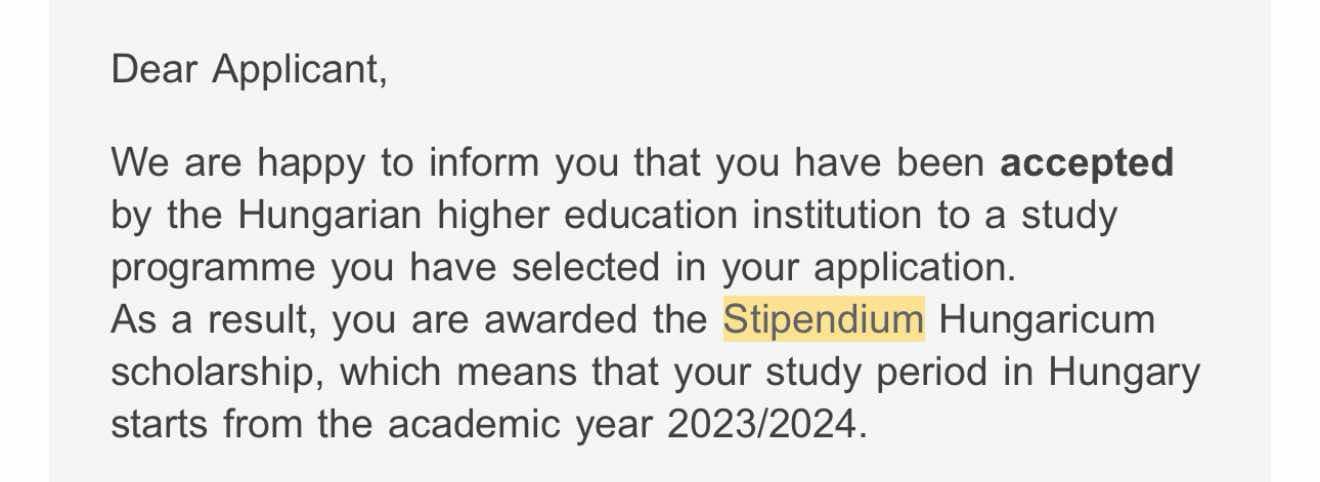 Dear Applicant,
We are happy to inform you that you have been accepted
by the Hungarian higher education institution to a study
programme you have selected in your application.
As a result, you are awarded the Stipendium Hungaricum
scholarship, which means that your study period in Hungary
starts from the academic year 2023/2024.